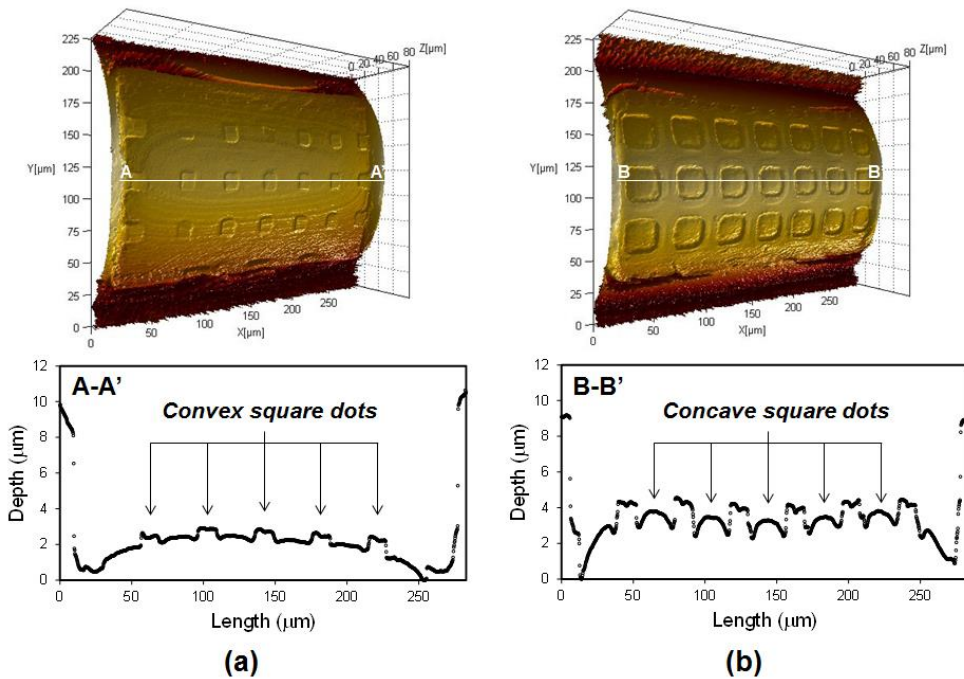 225
200
175
150
125
Y[µm]
100
75
50
25
0
0
50
100
150
200
250
X[µm]
0 20 40 60 80
Z[µm]
A
A'
225
200
175
150
125
Y[µm]
100
75
50
25
0
0
50
100
150
200
250
X[µm]
0 20 40 60 80
Z[µm]
B
B'
A-A’
Convex square dots
Depth (μm)
12
10
8
6
4
2
0
0 50 100 150 200 250
Length (μm)
(a)
B-B’
Concave square dots
Depth (μm)
12
10
8
6
4
2
0
0 50 100 150 200 250
Length (μm)
(b)